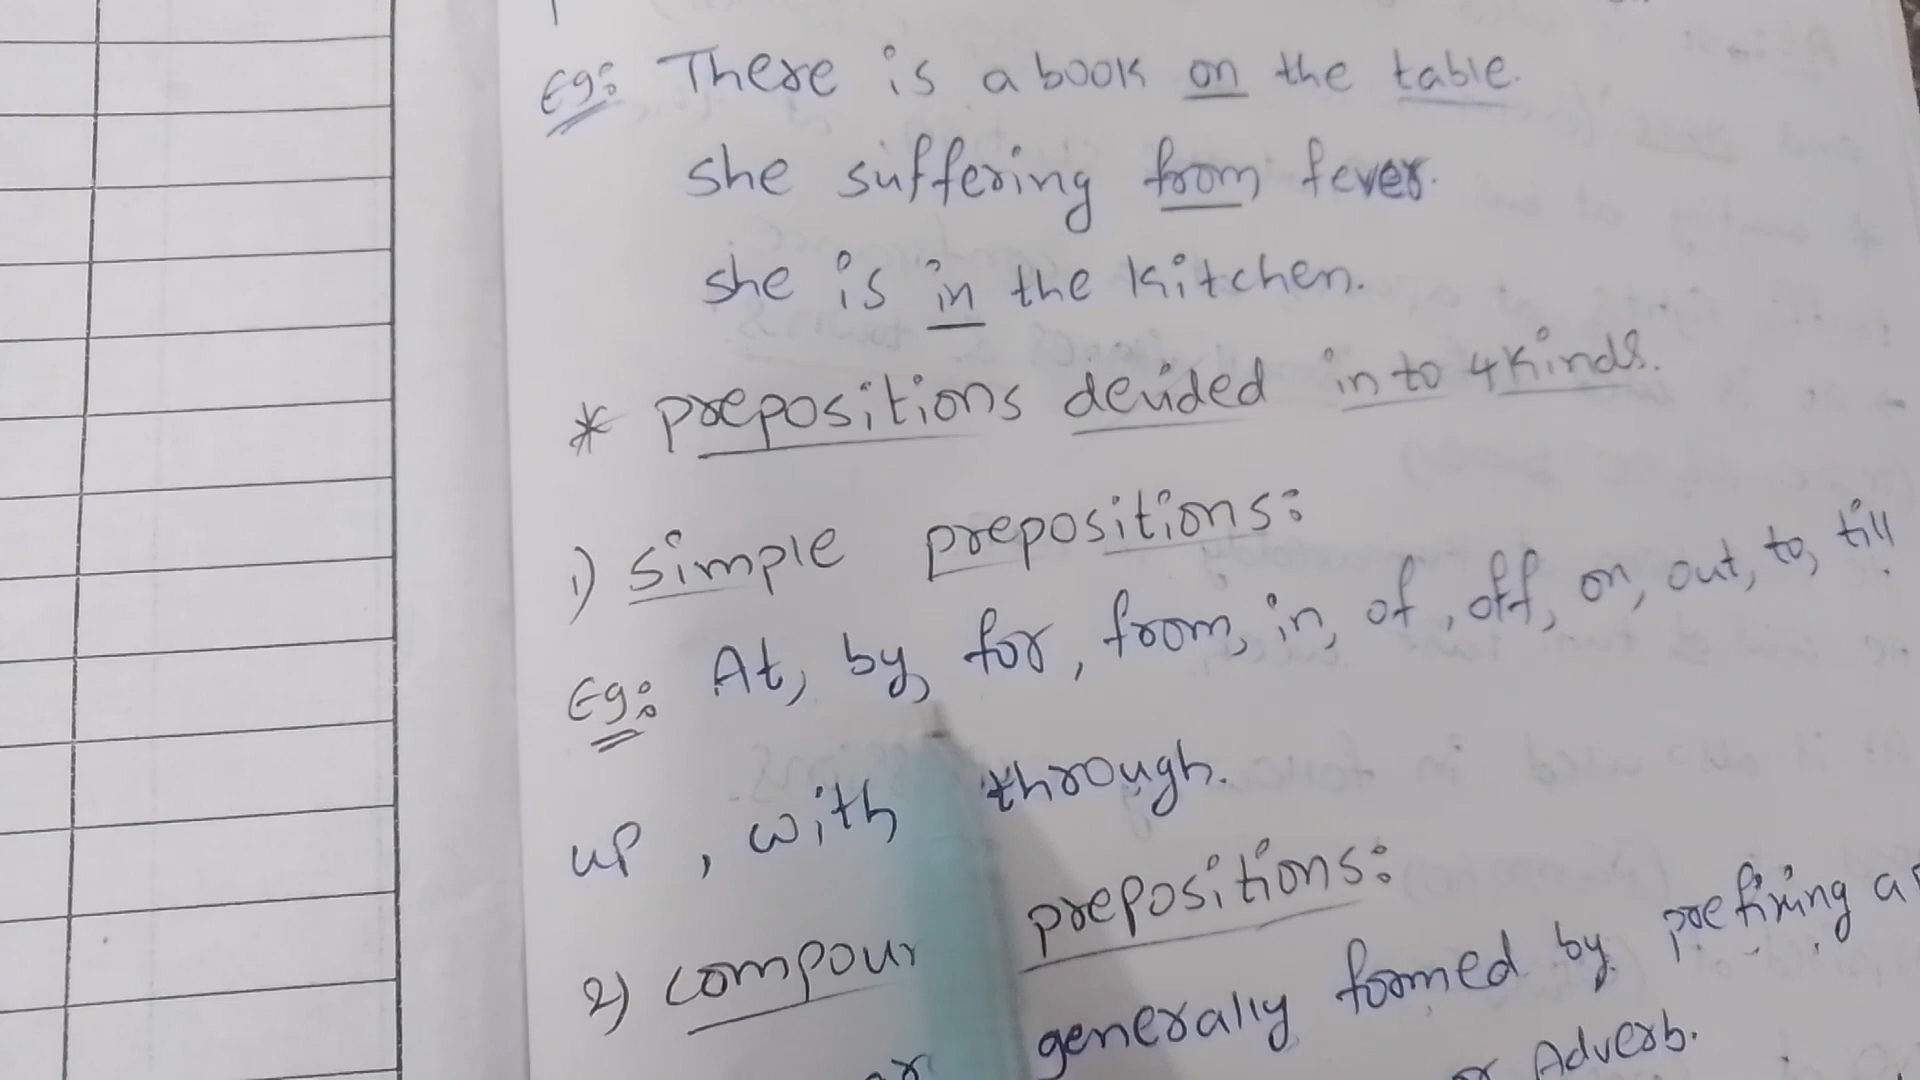 Eg: There is a book on the table.
she suffering from fever.
she is in the kitchen.
* prepositions devided in to 4 kinds.
1) Simple prepositions:
Eg: At, by, for, from, in, of, off, on, out, to, till
up, with through.
2) compoun prepositions:
generally formed by prefixing a
or Adverb.